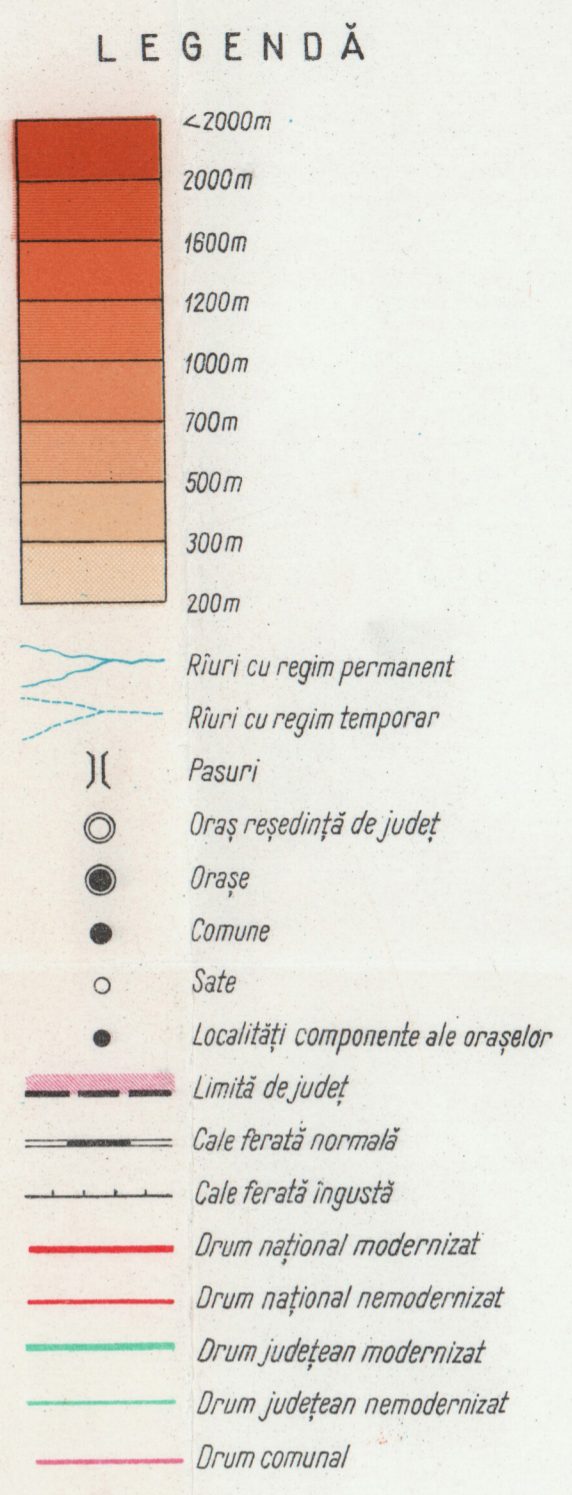 LEGENDĂ
<2000m
2000m
1600m
1200m
1000m
700m
500m
300m
200m
Rîuri cu regim permanent
Rîuri cu regim temporar
Pasuri
Oraș reședință de județ
Orașe
Comune
Sate
Localități componente ale orașelor
Limită de județ
Cale ferată normală
Cale ferată îngustă
Drum național modernizat
Drum național nemodernizat
Drum județean modernizat
Drum județean nemodernizat
Drum comunal